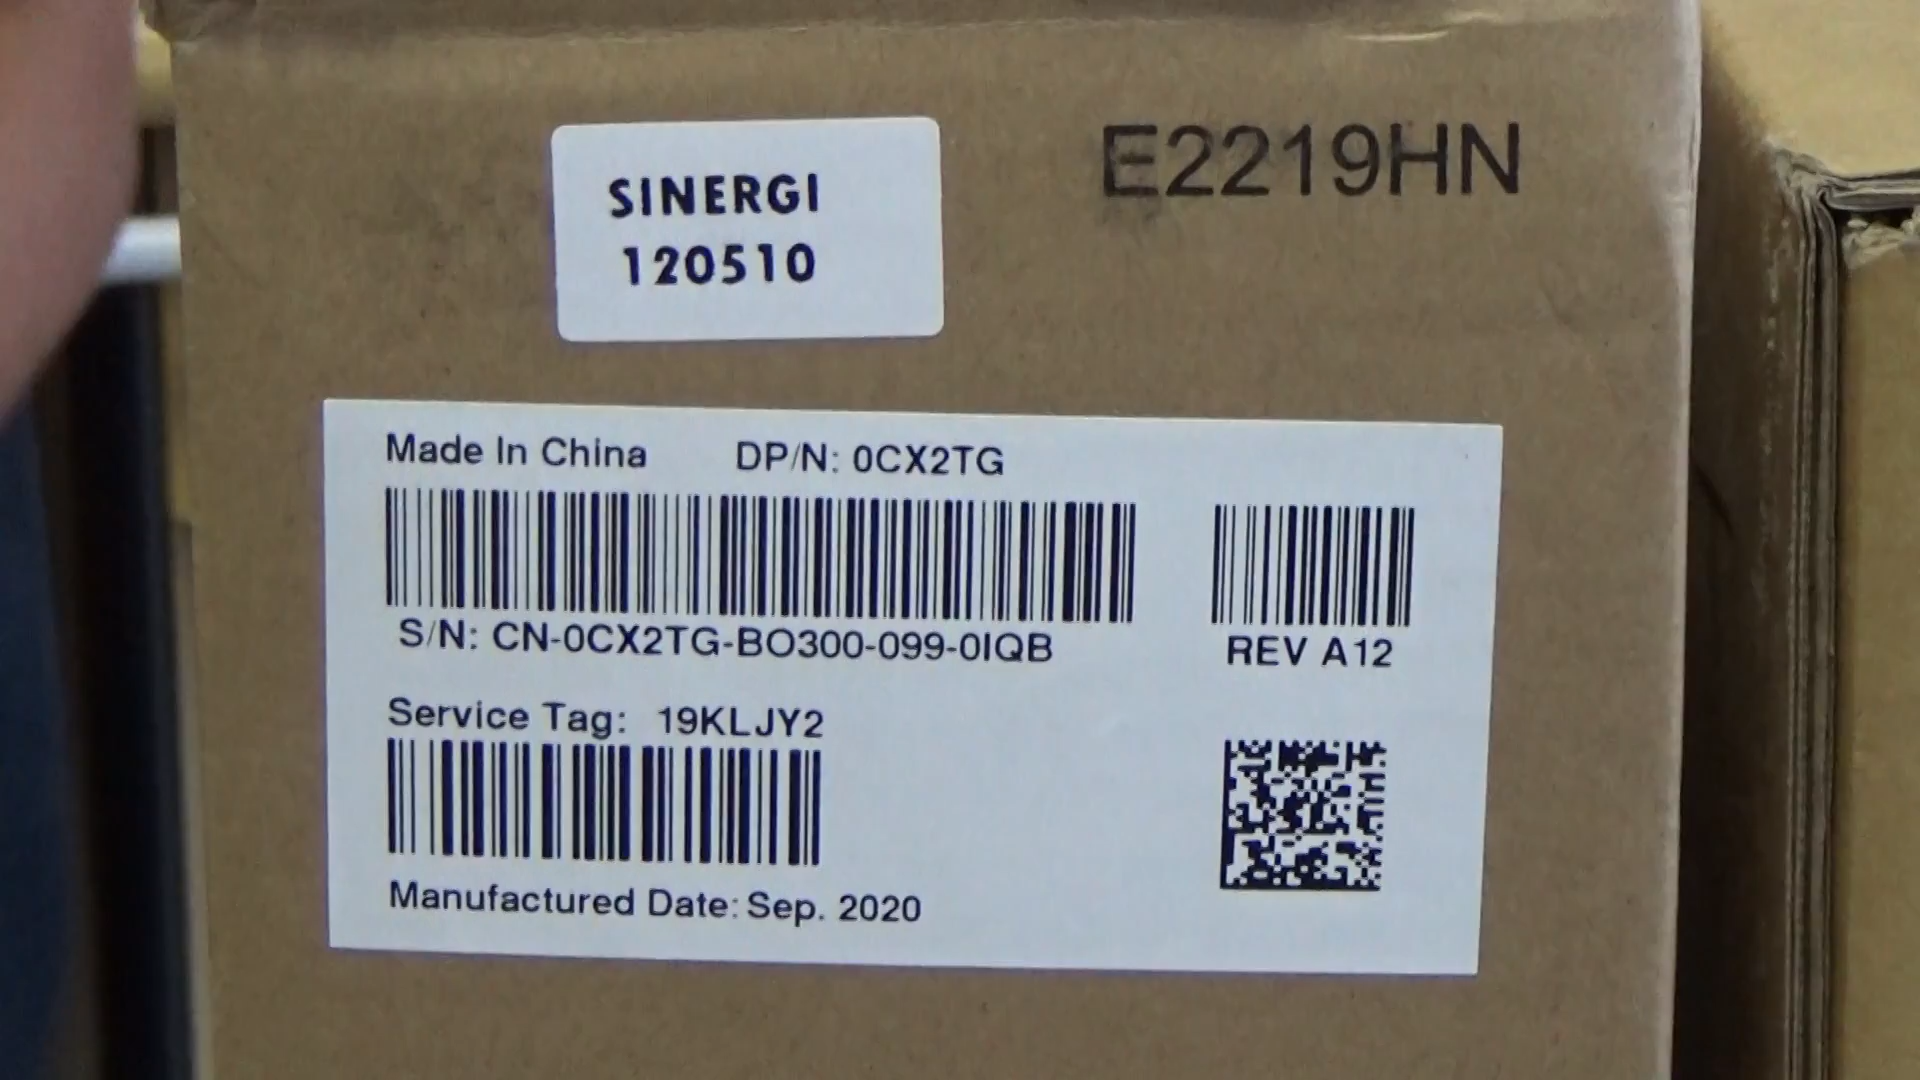 E2219HN
SINERGI
120510
Made In China DP/N: 0CX2TG
S/N: CN-0CX2TG-BO300-099-0IQB
REV A12
Service Tag: 19KLJY2
Manufactured Date: Sep. 2020